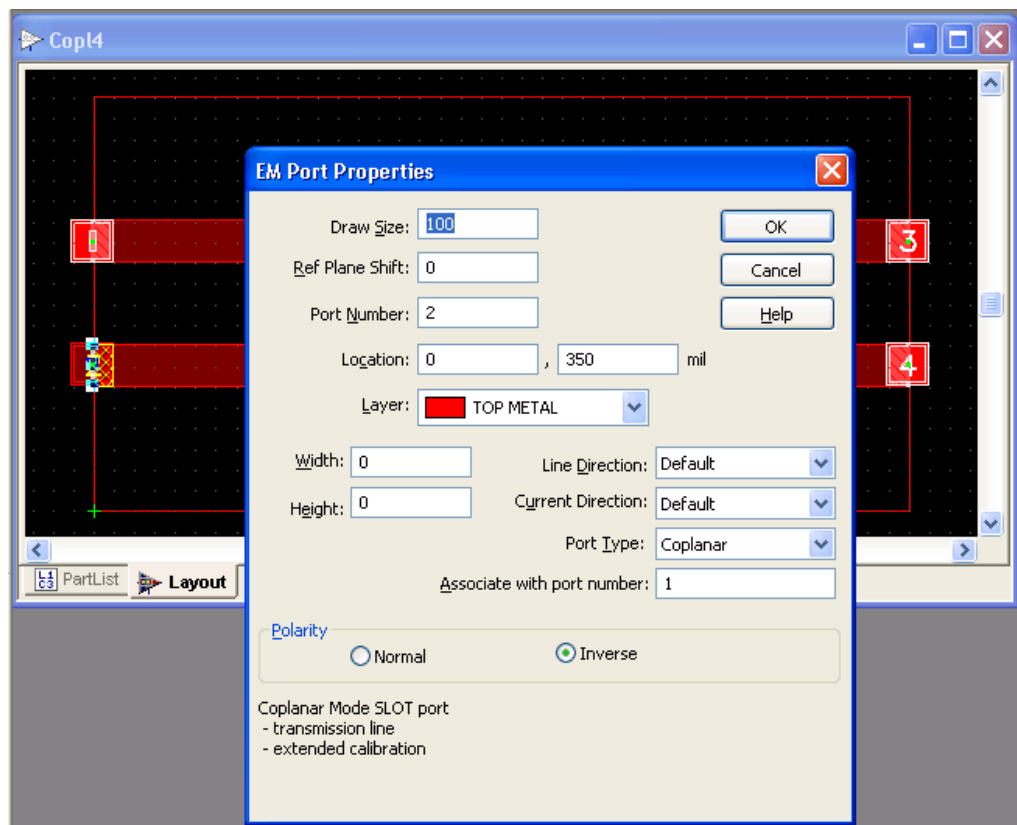 Copl4
EM Port Properties
Draw Size: 100
OK
Ref Plane Shift: 0
Cancel
Port Number: 2
Help
Location: 0 , 350 mil
Layer: TOP METAL
Width: 0
Line Direction: Default
Height: 0
Current Direction: Default
Port Type: Coplanar
Associate with port number: 1
Polarity
Normal
Inverse
Coplanar Mode SLOT port
- transmission line
- extended calibration
1
3
4
PartList
Layout